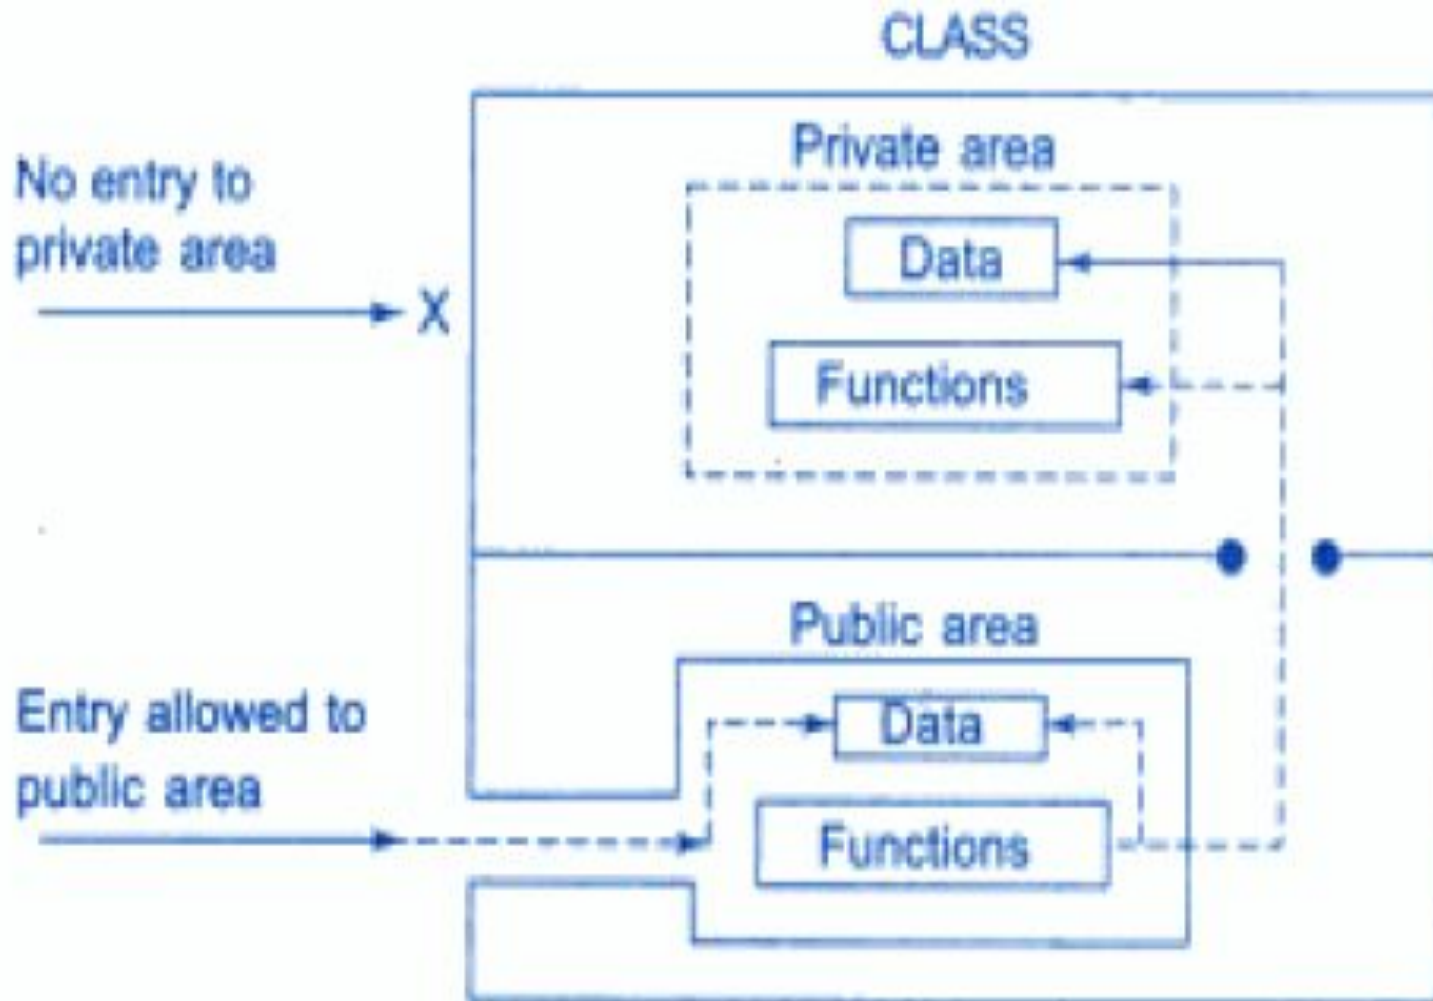 CLASS
Private area
No entry to
private area
X
Data
Functions
Public area
Entry allowed to
public area
Data
Functions